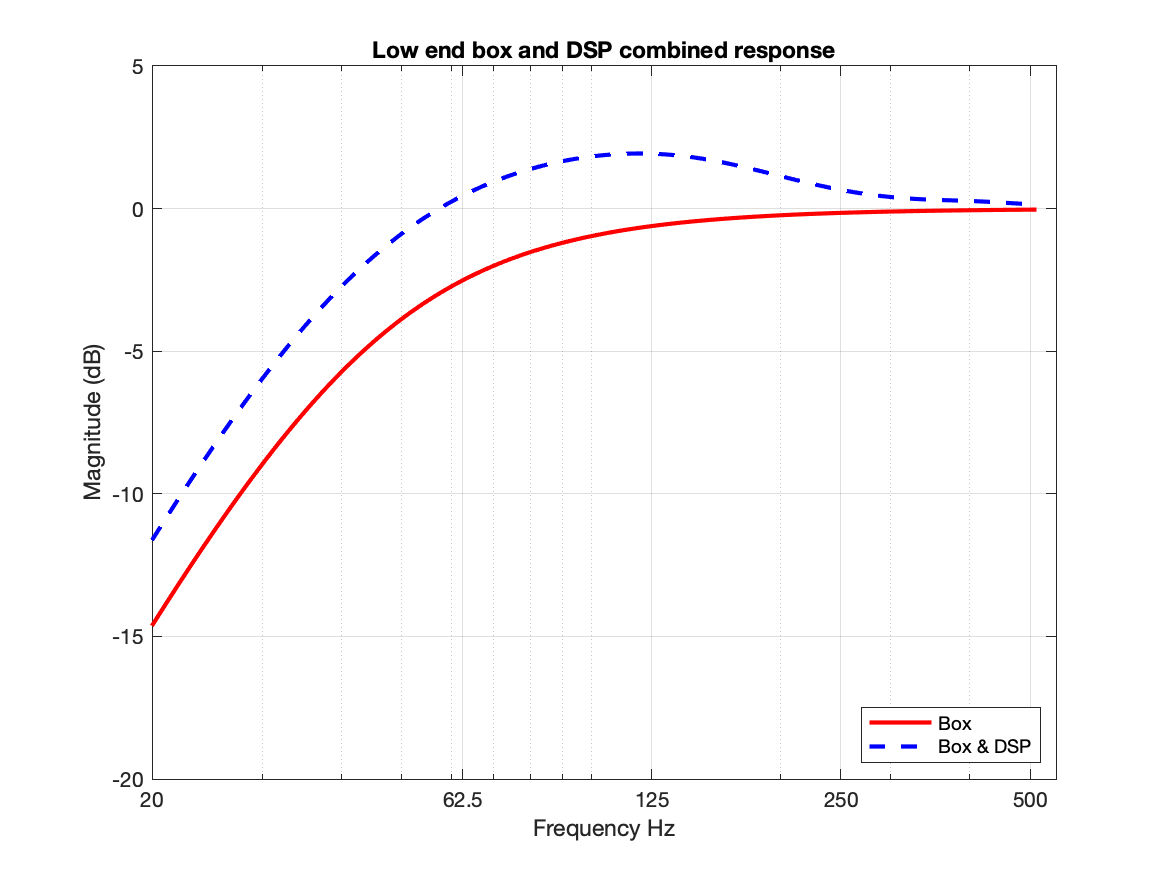 Low end box and DSP combined response
5
0
-5
-10
-15
-20
Magnitude (dB)
20 62.5 125 250 500
Frequency Hz
Box
Box & DSP